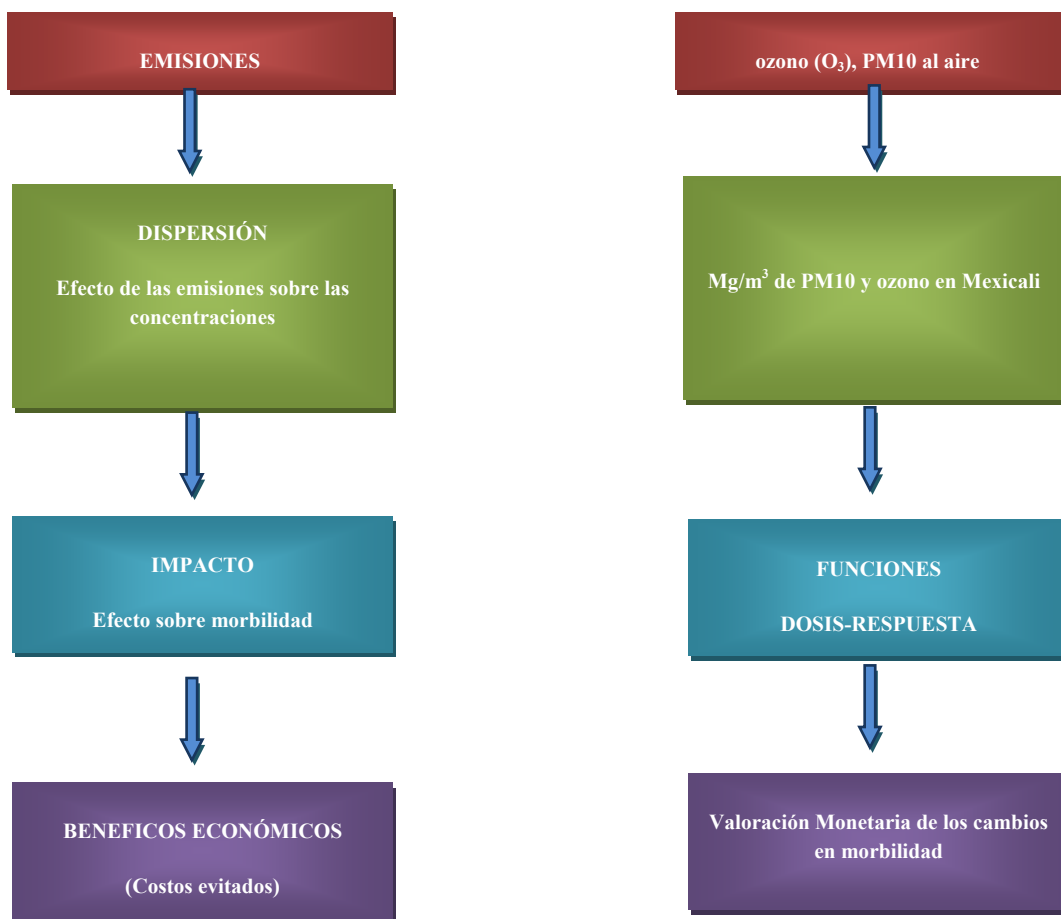 EMISIONES
ozono (O₃), PM10 al aire
DISPERSIÓN
Efecto de las emisiones sobre las
concentraciones
Mg/m³ de PM10 y ozono en Mexicali
IMPACTO
Efecto sobre morbilidad
FUNCIONES
DOSIS-RESPUESTA
BENEFICOS ECONÓMICOS
(Costos evitados)
Valoración Monetaria de los cambios
en morbilidad